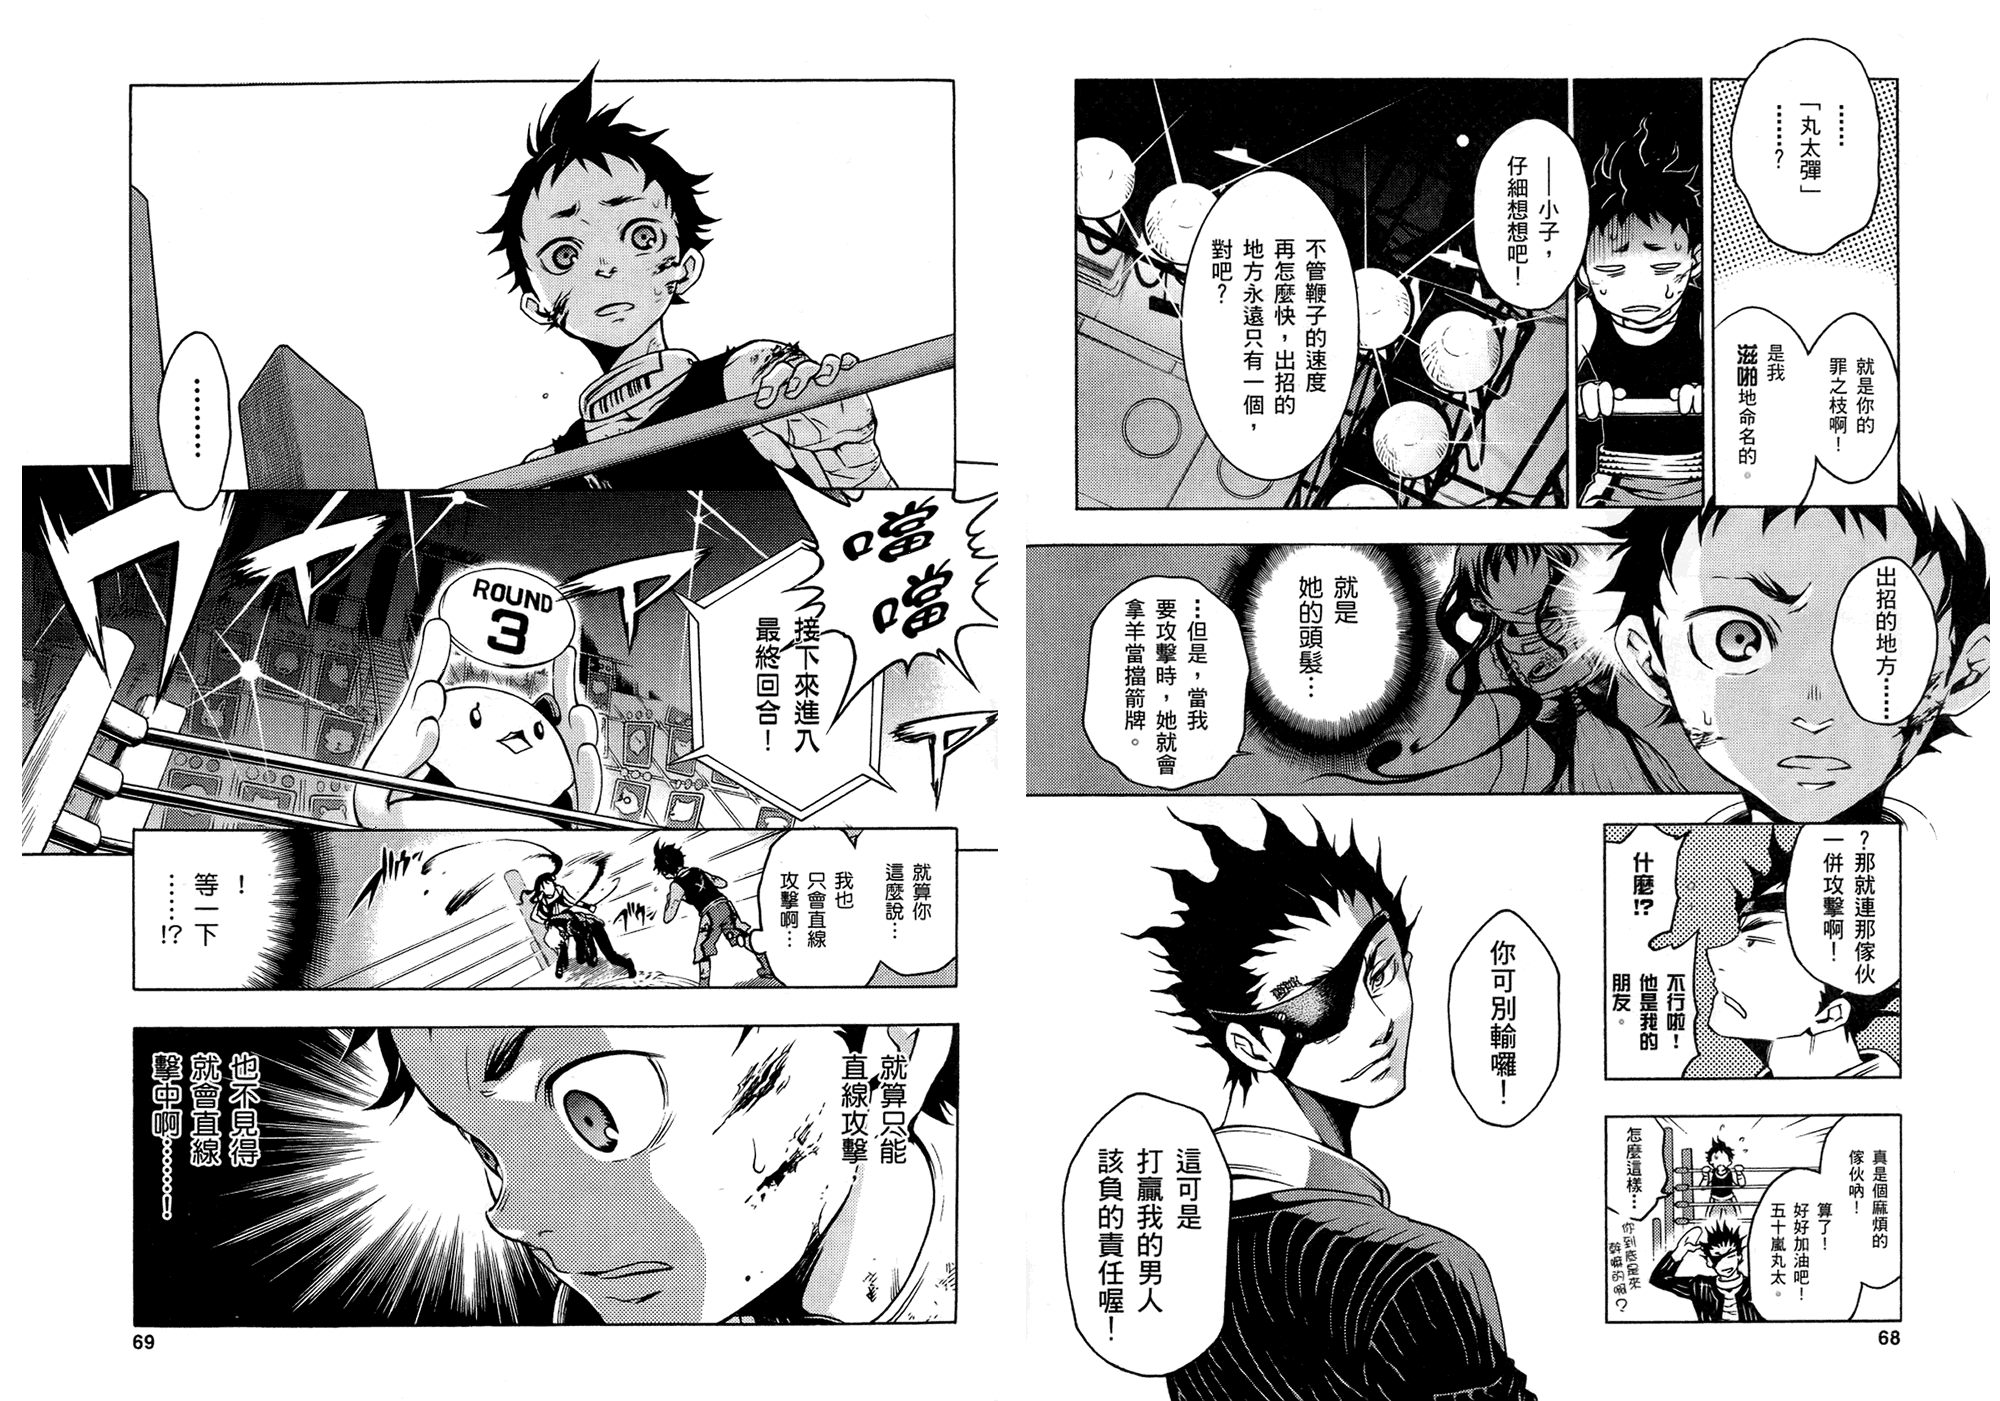 ……
「丸太彈」
……?
就是你的
罪之枝啊!
是我
滋啪地命名的。
——小子,
仔細想想吧!
不管鞭子的速度
再怎麼快,出招的
地方永遠只有一個,
對吧?
出招的地方……
就是
她的頭髮…
…但是,當我
要攻擊時,她就會
拿羊當擋箭牌。
?那就連那傢伙
一併攻擊啊!
什麼!?
不行啦!
他是我的
朋友。
真是個麻煩的
傢伙吶!
算了!
好好加油吧!
五十嵐丸太。
怎麼這樣…
你到底是來
幹嘛的啊?
你可別輸囉!
這可是
打贏我的男人
該負的責任喔!
68
………
噹
噹
接下來進入
最終回合!
ROUND
3
就算你
這麼說…
我也
只會直線
攻擊啊…
!
等一下
……!?
就算只能
直線攻擊
也不見得
就會直線
擊中啊……!
69